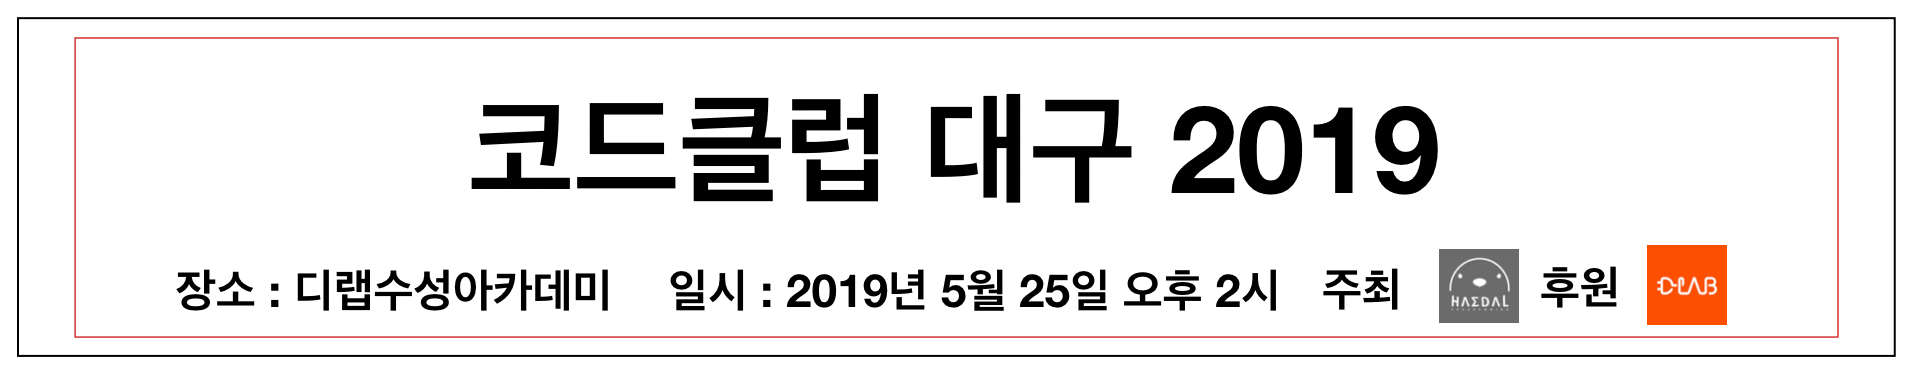 코드클럽 대구 2019
장소 : 디랩수성아카데미 일시 : 2019년 5월 25일 오후 2시 주최 HAΣDAL 후원 D-LAB